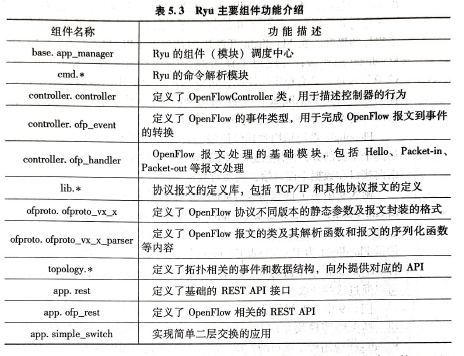 表 5.3 Ryu 主要组件功能介绍
组件名称 功 能 描 述
base. app_manager Ryu 的组件（模块）调度中心
cmd. * Ryu 的命令解析模块
controller. controller 定义了 OpenFlowController 类，用于描述控制器的行为
controller. ofp_event 定义了 OpenFlow 的事件类型，用于完成 OpenFlow 报文到事件
的转换
controller. ofp_handler OpenFlow 报文处理的基础模块，包括 Hello、Packet-in、
Packet-out 等报文处理
lib. * 协议报文的定义库，包括 TCP/IP 和其他协议报文的定义
ofproto. ofproto_vx_x 定义了 OpenFlow 协议不同版本的静态参数及报文封装的格式
ofproto. ofproto_vx_x_parser 定义了 OpenFlow 报文的类及其解析函数和报文的序列化函数
等内容
topology. * 定义了拓扑相关的事件和数据结构，向外提供对应的 API
app. rest 定义了基础的 REST API 接口
app. ofp_rest 定义了 OpenFlow 相关的 REST API
app. simple_switch 实现简单二层交换的应用